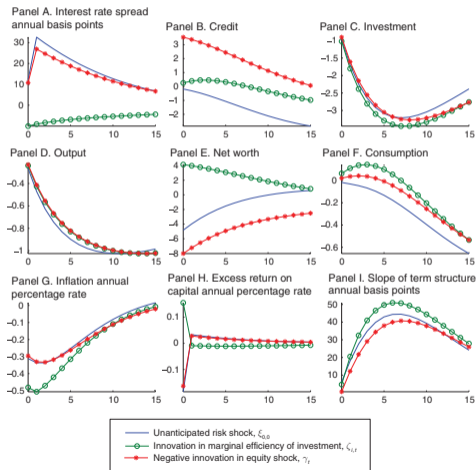 Panel A. Interest rate spread
annual basis points
30
20
10
0
0 5 10 15
Panel B. Credit
3
2
1
0
−1
−2
0 5 10 15
Panel C. Investment
−1
−1.5
−2
−2.5
−3
0 5 10 15
Panel D. Output
−0.4
−0.6
−0.8
−1
0 5 10 15
Panel E. Net worth
4
2
0
−2
−4
−6
−8
0 5 10 15
Panel F. Consumption
0
−0.2
−0.4
−0.6
0 5 10 15
Panel G. Inflation annual
percentage rate
0
−0.1
−0.2
−0.3
−0.4
−0.5
0 5 10 15
Panel H. Excess return on
capital annual percentage rate
0.1
0
−0.1
0 5 10 15
Panel I. Slope of term structure
annual basis points
50
40
30
20
10
0
0 5 10 15
Unanticipated risk shock, ξ0,0
Innovation in marginal efficiency of investment, ζI,t
Negative innovation in equity shock, γt